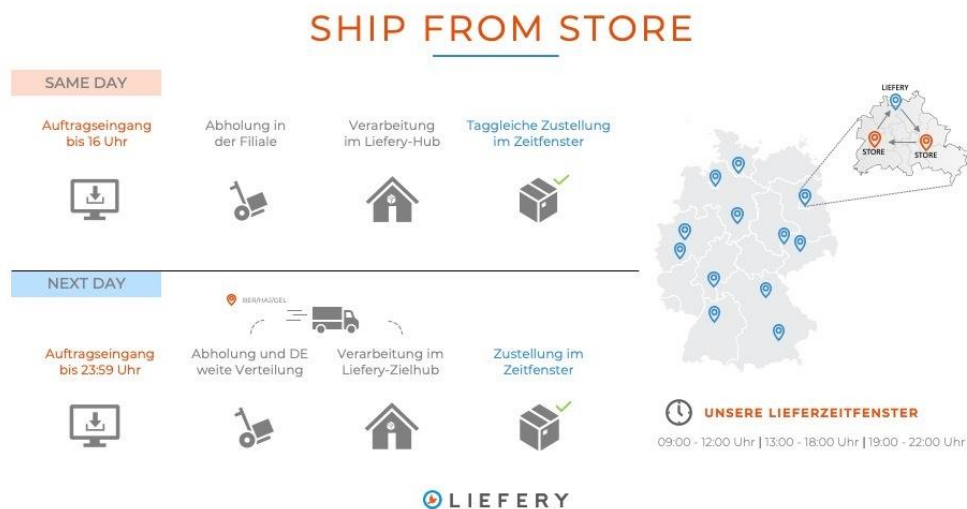 SHIP FROM STORE
SAME DAY
Auftragseingang
bis 16 Uhr
Abholung in
der Filiale
Verarbeitung
im Liefery-Hub
Taggleiche Zustellung
im Zeitfenster
LIEFERY
STORE
STORE
NEXT DAY
BER/HAJ/GEL
Auftragseingang
bis 23:59 Uhr
Abholung und DE
weite Verteilung
Verarbeitung im
Liefery-Zielhub
Zustellung im
Zeitfenster
UNSERE LIEFERZEITFENSTER
09:00 - 12:00 Uhr | 13:00 - 18:00 Uhr | 19:00 - 22:00 Uhr
LIEFERY